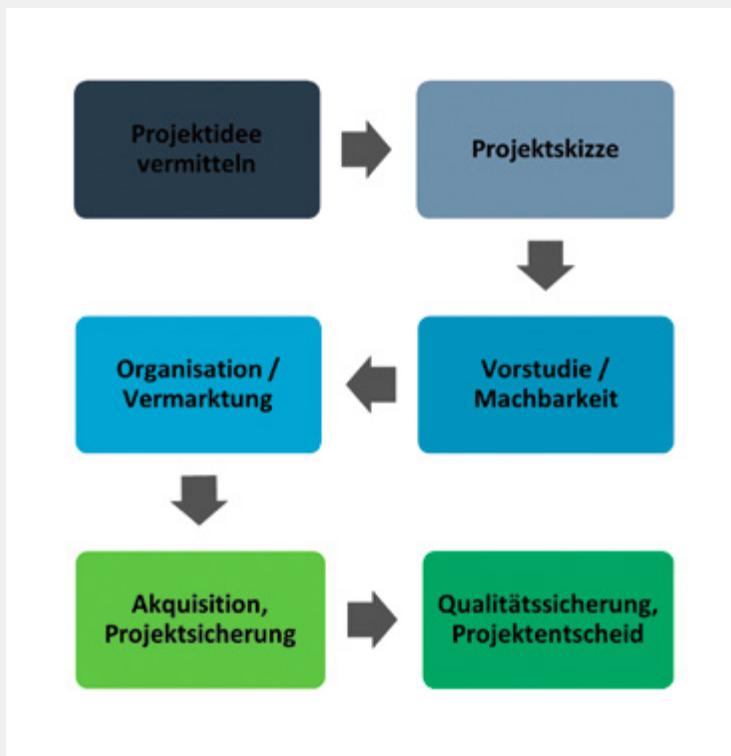 Projektidee
vermitteln
Projektskizze
Vorstudie /
Machbarkeit
Organisation /
Vermarktung
Akquisition,
Projektsicherung
Qualitätssicherung,
Projektentscheid